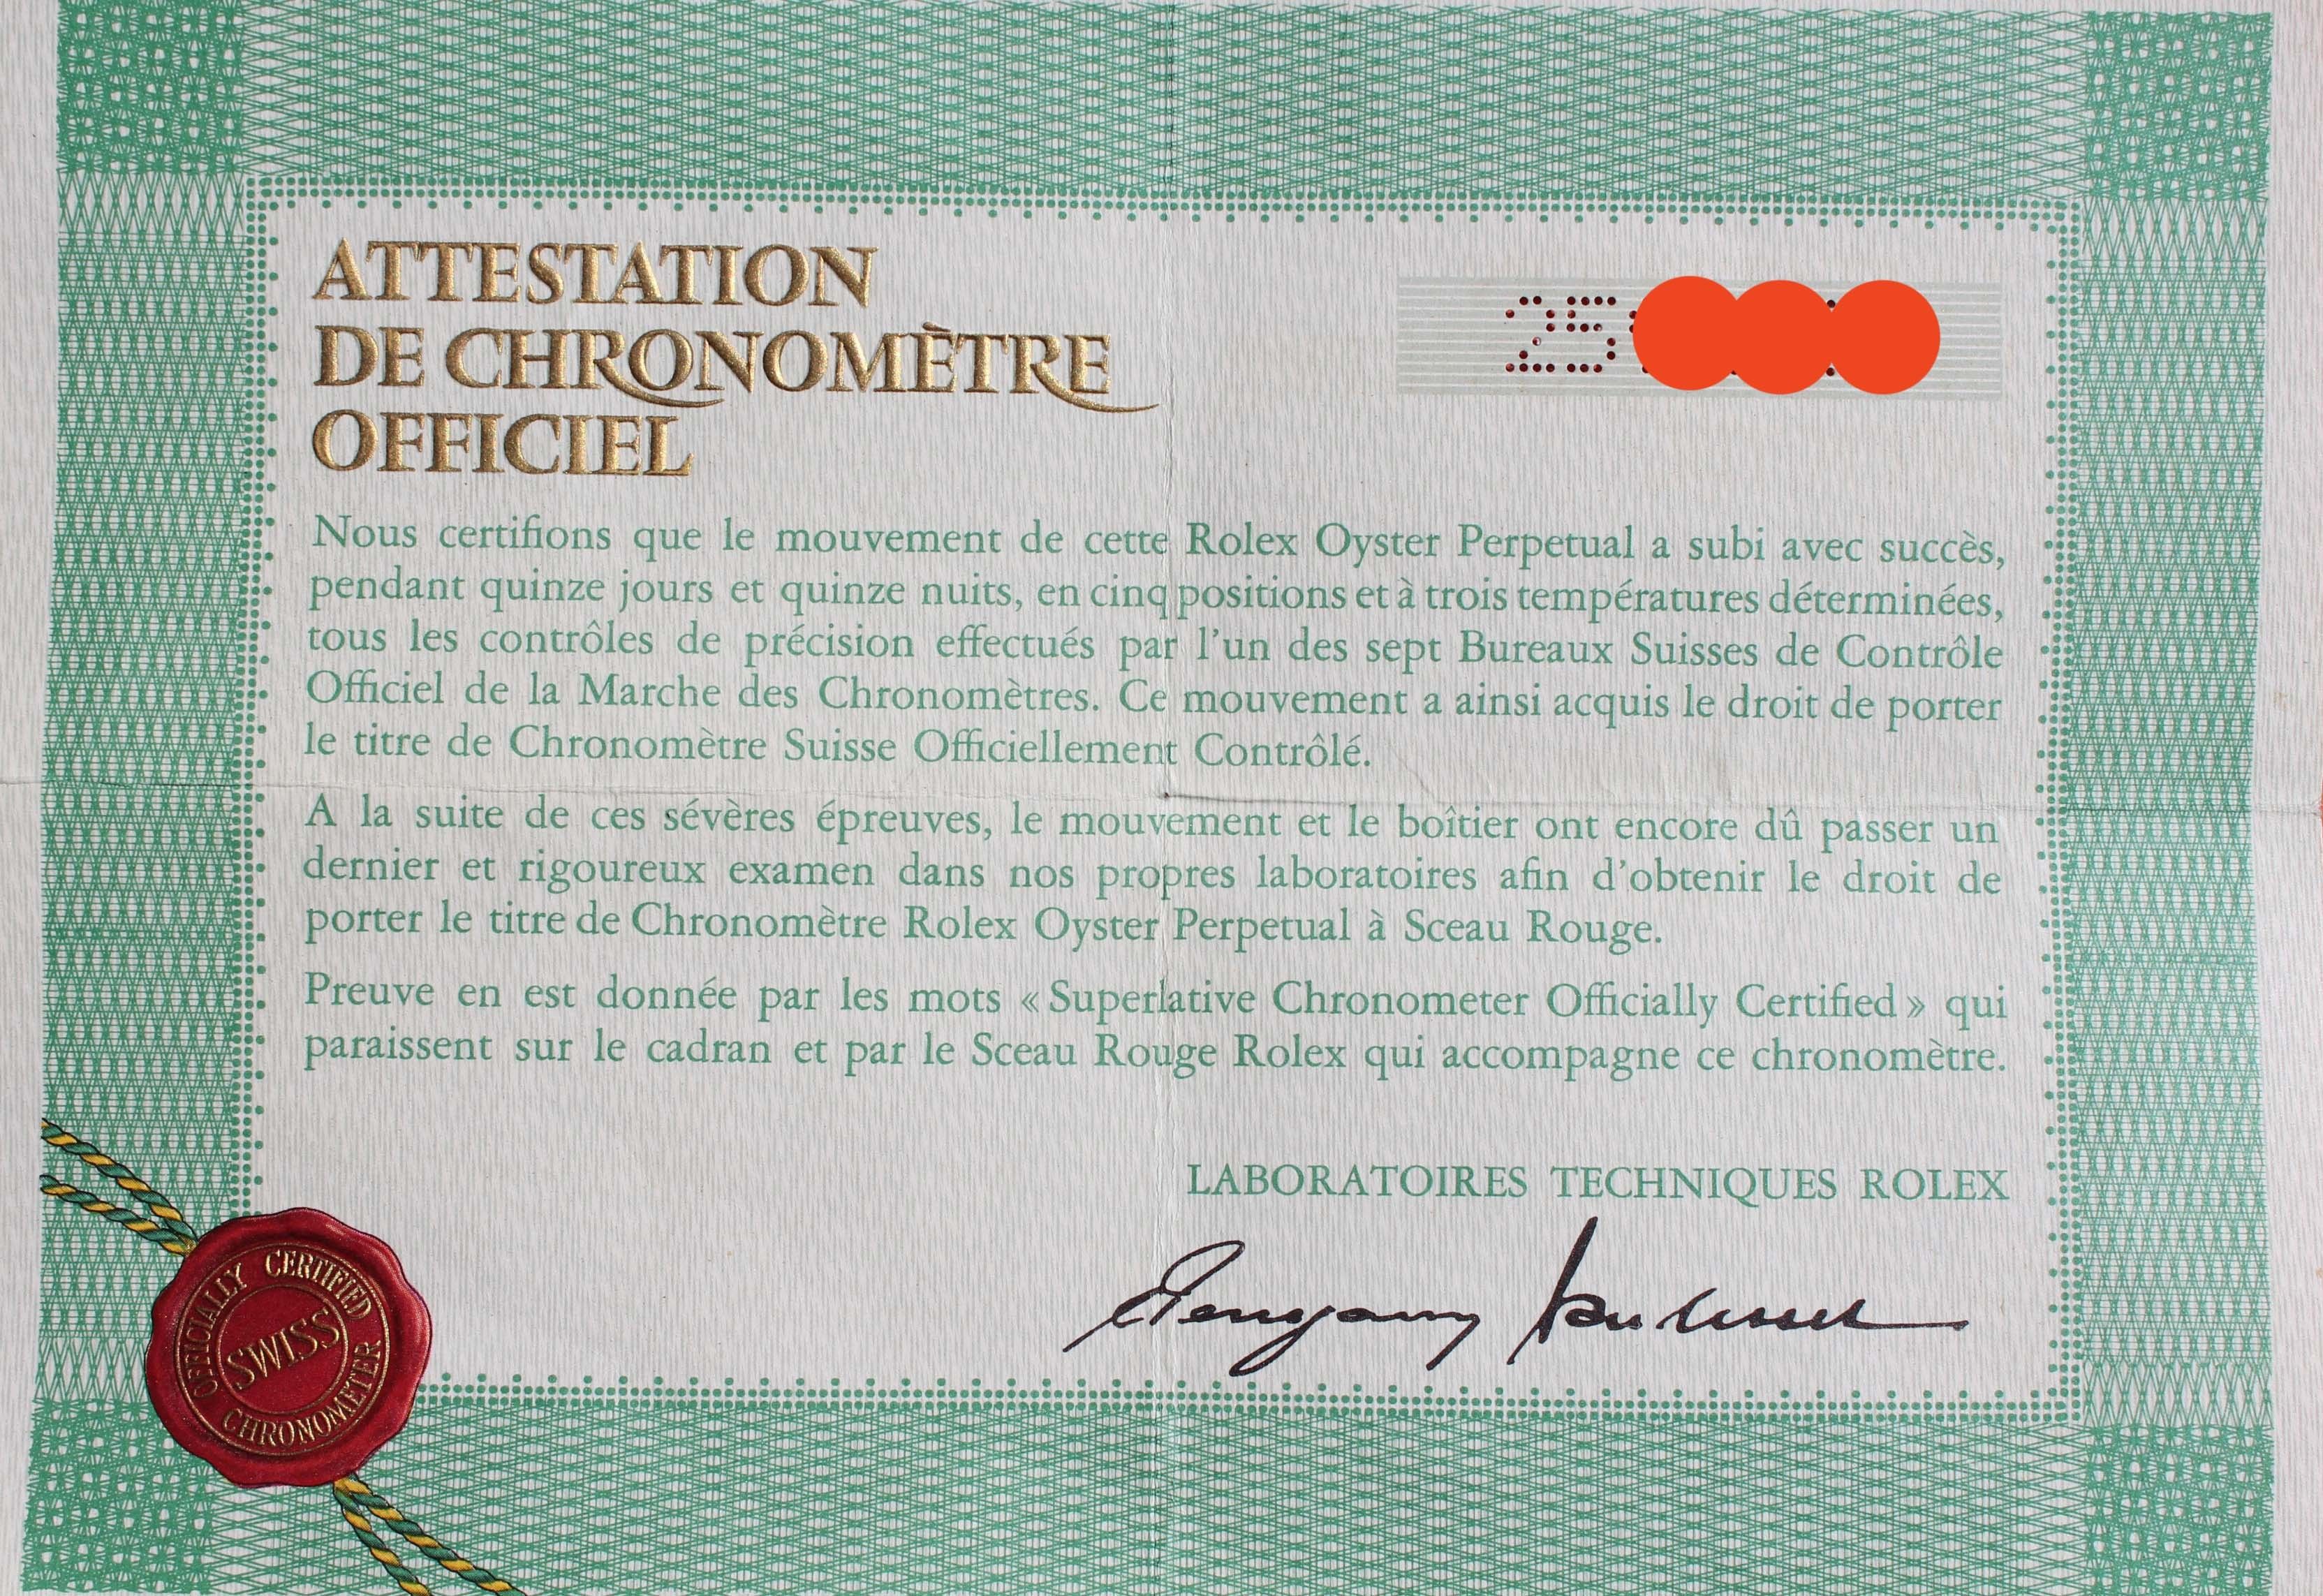 ATTESTATION
DE CHRONOMÈTRE
OFFICIEL
25
Nous certifions que le mouvement de cette Rolex Oyster Perpetual a subi avec succès,
pendant quinze jours et quinze nuits, en cinq positions et à trois températures déterminées,
tous les contrôles de précision effectués par l'un des sept Bureaux Suisses de Contrôle
Officiel de la Marche des Chronomètres. Ce mouvement a ainsi acquis le droit de porter
le titre de Chronomètre Suisse Officiellement Contrôlé.
A la suite de ces sévères épreuves, le mouvement et le boîtier ont encore dû passer un
dernier et rigoureux examen dans nos propres laboratoires afin d'obtenir le droit de
porter le titre de Chronomètre Rolex Oyster Perpetual à Sceau Rouge.
Preuve en est donnée par les mots « Superlative Chronometer Officially Certified » qui
paraissent sur le cadran et par le Sceau Rouge Rolex qui accompagne ce chronomètre.
LABORATOIRES TECHNIQUES ROLEX
OFFICIALLY CERTIFIED
SWISS
CHRONOMETER